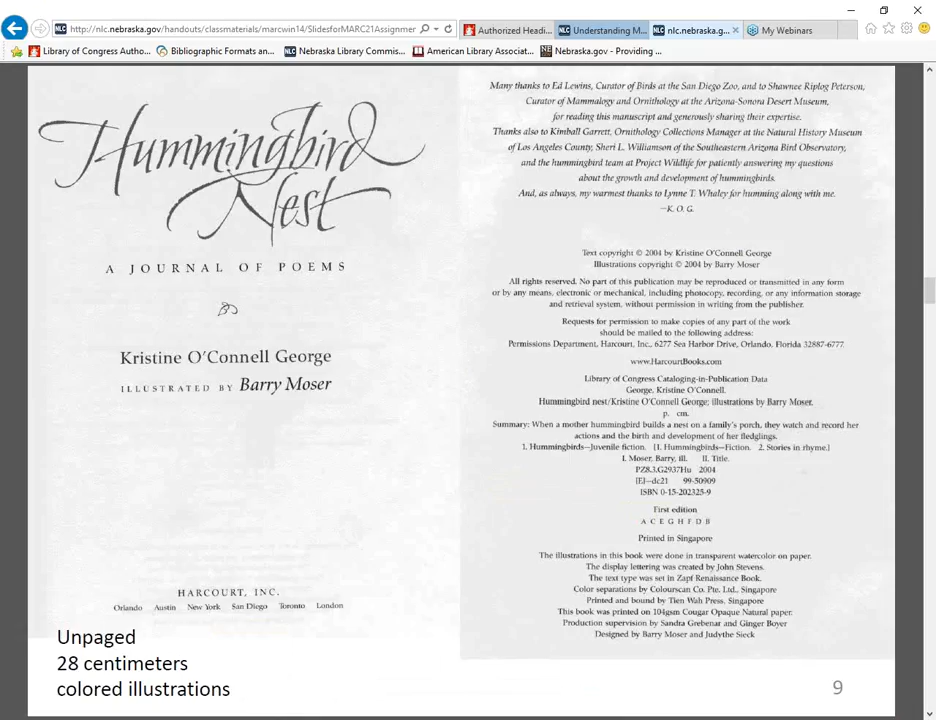 http://nlc.nebraska.gov/handouts/classmaterials/marcwin14/SlidesforMARC21Assignmer
Authorized Headi...
Understanding M...
nlc.nebraska.g...
My Webinars
Library of Congress Autho...
Bibliographic Formats an...
Nebraska Library Commis...
American Library Associat...
Nebraska.gov - Providing ...
Hummingbird
Nest
A JOURNAL OF POEMS
Kristine O'Connell George
ILLUSTRATED BY Barry Moser
HARCOURT, INC.
Orlando Austin New York San Diego Toronto London
Many thanks to Ed Lewins, Curator of Birds at the San Diego Zoo, and to Shawnee Riplog Peterson,
Curator of Mammalogy and Ornithology at the Arizona-Sonora Desert Museum,
for reading this manuscript and generously sharing their expertise.
Thanks also to Kimball Garrett, Ornithology Collections Manager at the Natural History Museum
of Los Angeles County, Sheri L. Williamson of the Southeastern Arizona Bird Observatory,
and the hummingbird team at Project Wildlife for patiently answering my questions
about the growth and development of hummingbirds.
And, as always, my warmest thanks to Lynne T. Whaley for humming along with me.
—K. O. G.
Text copyright © 2004 by Kristine O'Connell George
Illustrations copyright © 2004 by Barry Moser
All rights reserved. No part of this publication may be reproduced or transmitted in any form
or by any means, electronic or mechanical, including photocopy, recording, or any information storage
and retrieval system, without permission in writing from the publisher.
Requests for permission to make copies of any part of the work
should be mailed to the following address:
Permissions Department, Harcourt, Inc., 6277 Sea Harbor Drive, Orlando, Florida 32887-6777.
www.HarcourtBooks.com
Library of Congress Cataloging-in-Publication Data
George, Kristine O'Connell.
Hummingbird nest/Kristine O'Connell George; illustrations by Barry Moser.
p. cm.
Summary: When a mother hummingbird builds a nest on a family's porch, they watch and record her
actions and the birth and development of her fledglings.
1. Hummingbirds—Juvenile fiction. [1. Hummingbirds—Fiction. 2. Stories in rhyme.]
I. Moser, Barry, ill. II. Title.
PZ8.3.G2937Hu 2004
[E]—dc21 99-50909
ISBN 0-15-202325-9
First edition
A C E G H F D B
Printed in Singapore
The illustrations in this book were done in transparent watercolor on paper.
The display lettering was created by John Stevens.
The text type was set in Zapf Renaissance Book.
Color separations by Colourscan Co. Pte. Ltd., Singapore
Printed and bound by Tien Wah Press, Singapore
This book was printed on 104gsm Cougar Opaque Natural paper.
Production supervision by Sandra Grebenar and Ginger Boyer
Designed by Barry Moser and Judythe Sieck
Unpaged
28 centimeters
colored illustrations
9